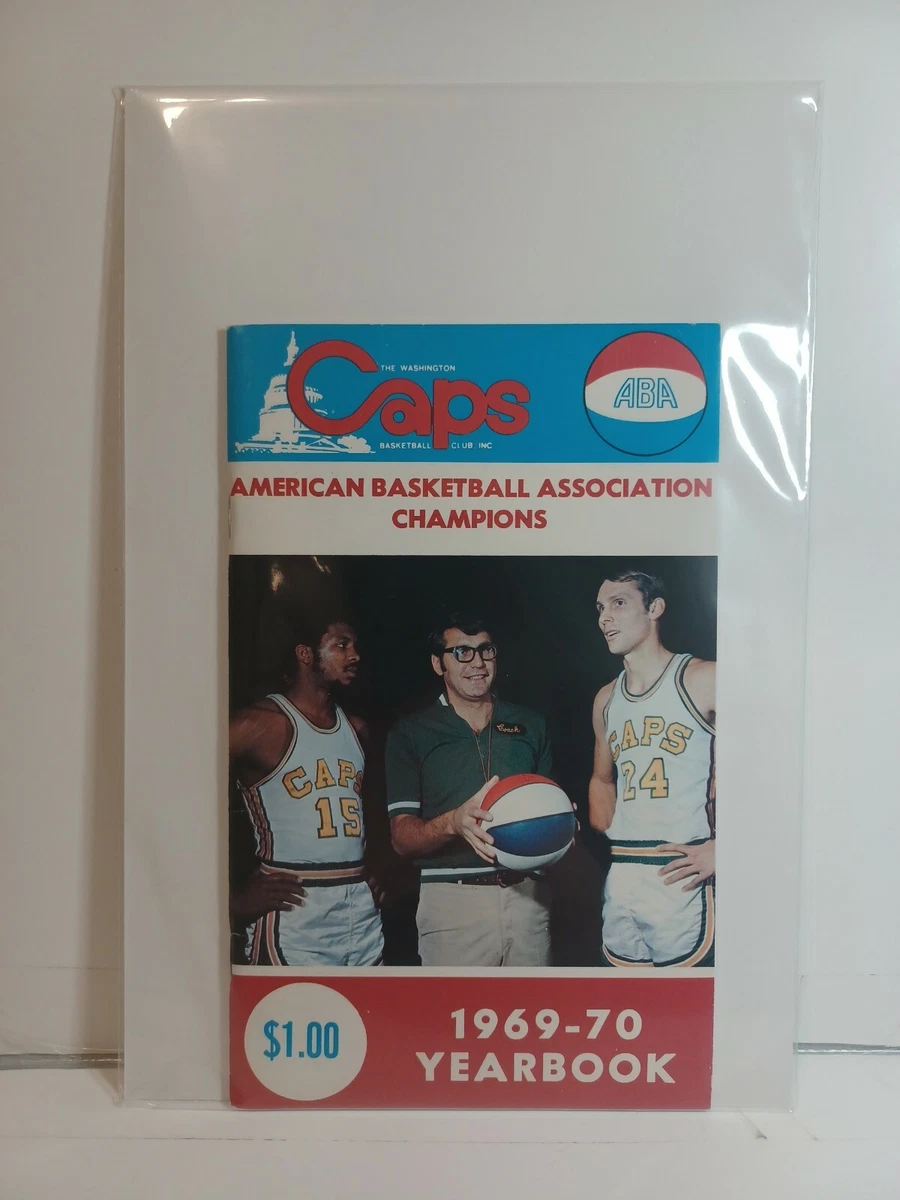 THE WASHINGTON
Caps
BASKETBALL CLUB INC
ABA
AMERICAN BASKETBALL ASSOCIATION
CHAMPIONS
Coach
CAPS
15
CAPS
24
$1.00
1969-70
YEARBOOK